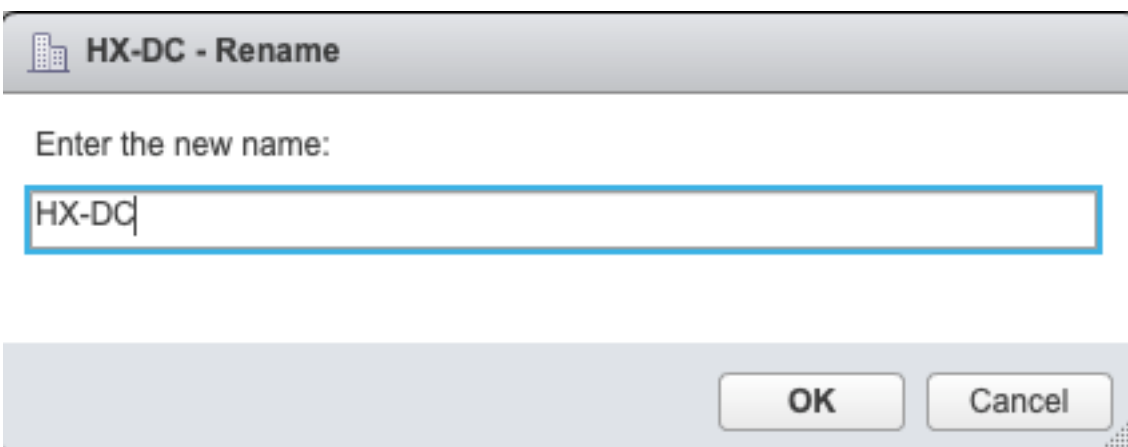 HX-DC - Rename
Enter the new name:
HX-DC
OK Cancel